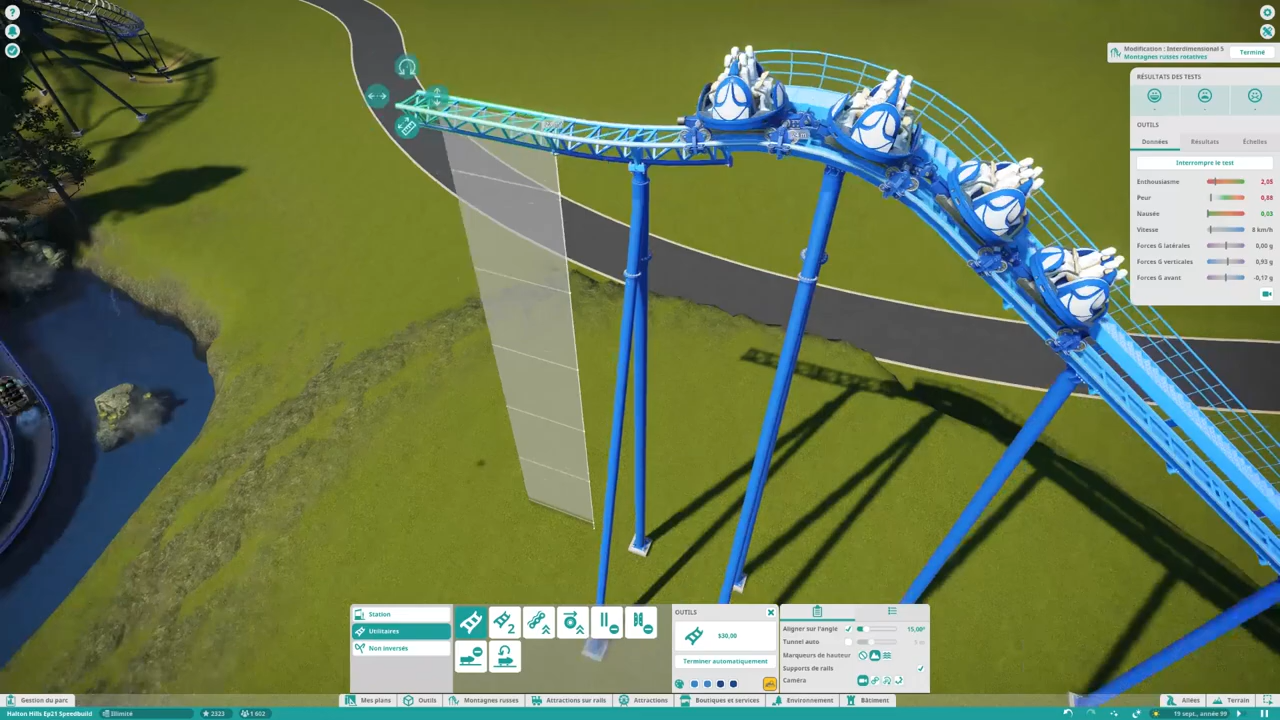 Modification : Interdimensional 5
Montagnes russes rotatives
Terminé
RÉSULTATS DES TESTS
- - -
OUTILS
Données Résultats Échelles
Interrompre le test
Enthousiasme 2,05
Peur 0,88
Nausée 0,03
Vitesse 8 km/h
Forces G latérales 0,00 g
Forces G verticales 0,93 g
Forces G avant -0,17 g
Station
Utilitaires
Non inversés
2
OUTILS
$30,00
Terminer automatiquement
Aligner sur l'angle 15,00°
Tunnel auto
Marqueurs de hauteur
Supports de rails
Caméra
Gestion du parc
Mes plans
Outils
Montagnes russes
Attractions sur rails
Attractions
Boutiques et services
Environnement
Bâtiment
Allées
Terrain
Halton Hills Ep21 Speedbuild
Illimité
2323
1 602
19 sept., année 99